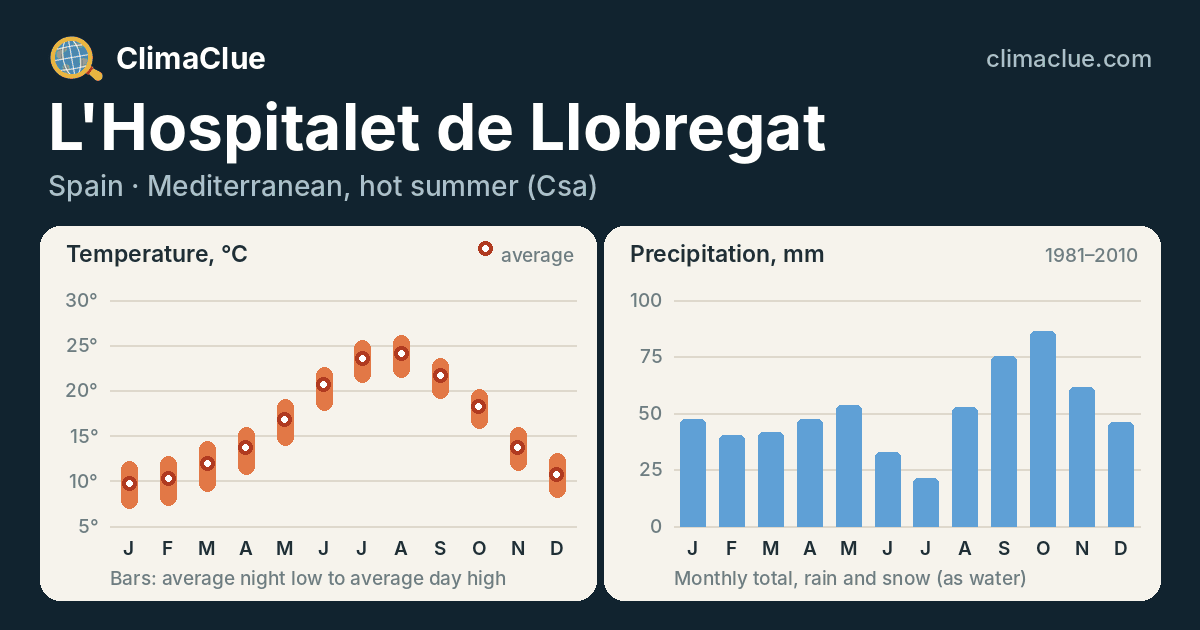 ClimaClue
climaclue.com
L'Hospitalet de Llobregat
Spain · Mediterranean, hot summer (Csa)
Temperature, °C
average
30°
25°
20°
15°
10°
5°
J F M A M J J A S O N D
Bars: average night low to average day high
Precipitation, mm
1981–2010
100
75
50
25
0
J F M A M J J A S O N D
Monthly total, rain and snow (as water)